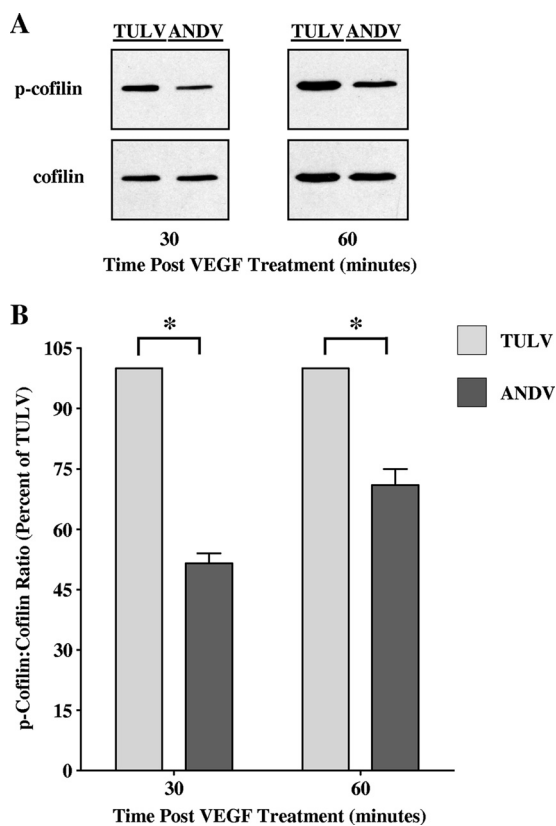 A
TULV ANDV TULV ANDV
p-cofilin
cofilin
30 60
Time Post VEGF Treatment (minutes)
B
* *
TULV
ANDV
p-Cofilin:Cofilin Ratio (Percent of TULV)
105
90
75
60
45
30
15
0
30 60
Time Post VEGF Treatment (minutes)